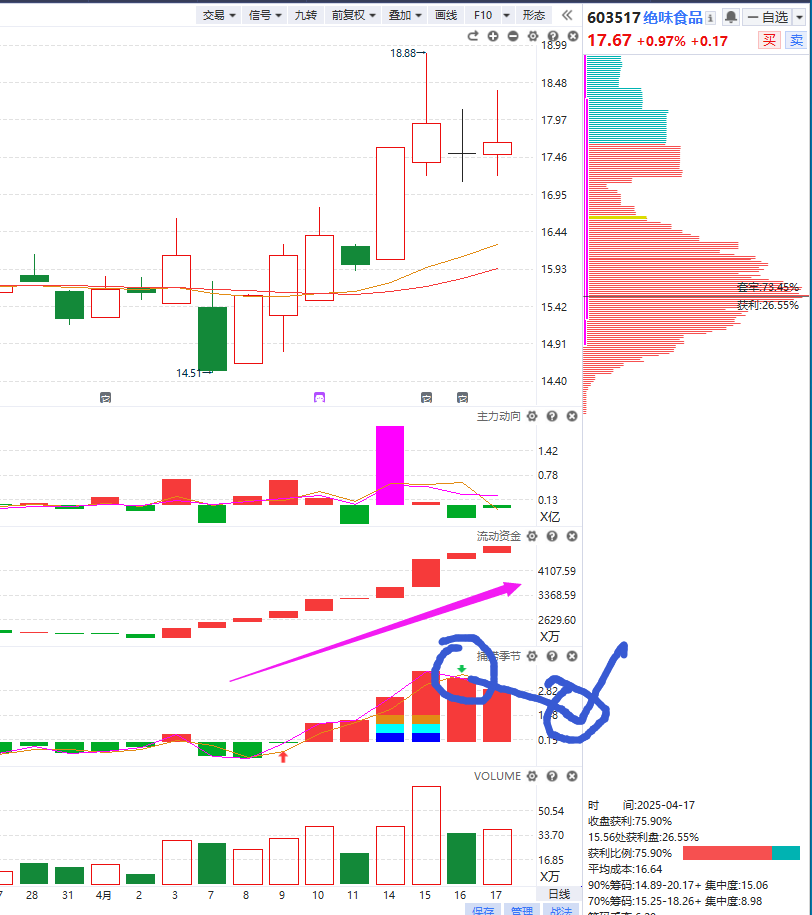 交易 信号 九转 前复权 叠加 画线 F10 形态
603517 绝味食品
17.67 +0.97% +0.17 买 卖
一 自选
18.99
18.88
18.48
17.97
17.46
16.95
16.44
15.93
15.42
14.91
14.51
14.40
套牢:73.45%
获利:26.55%
主力动向
1.42
0.78
0.13
X亿
流动资金
4107.59
3368.59
2629.60
X万
季节
2.82
0.13
VOLUME
50.54
33.70
16.85
X万
28 31 4月 2 3 7 8 9 10 11 14 15 16 17 日线
保存 管理 战法
时 间:2025-04-17
收盘获利:75.90%
15.56处获利盘:26.55%
获利比例:75.90%
平均成本:16.64
90%筹码:14.89-20.17+ 集中度:15.06
70%筹码:15.25-18.26+ 集中度:8.98